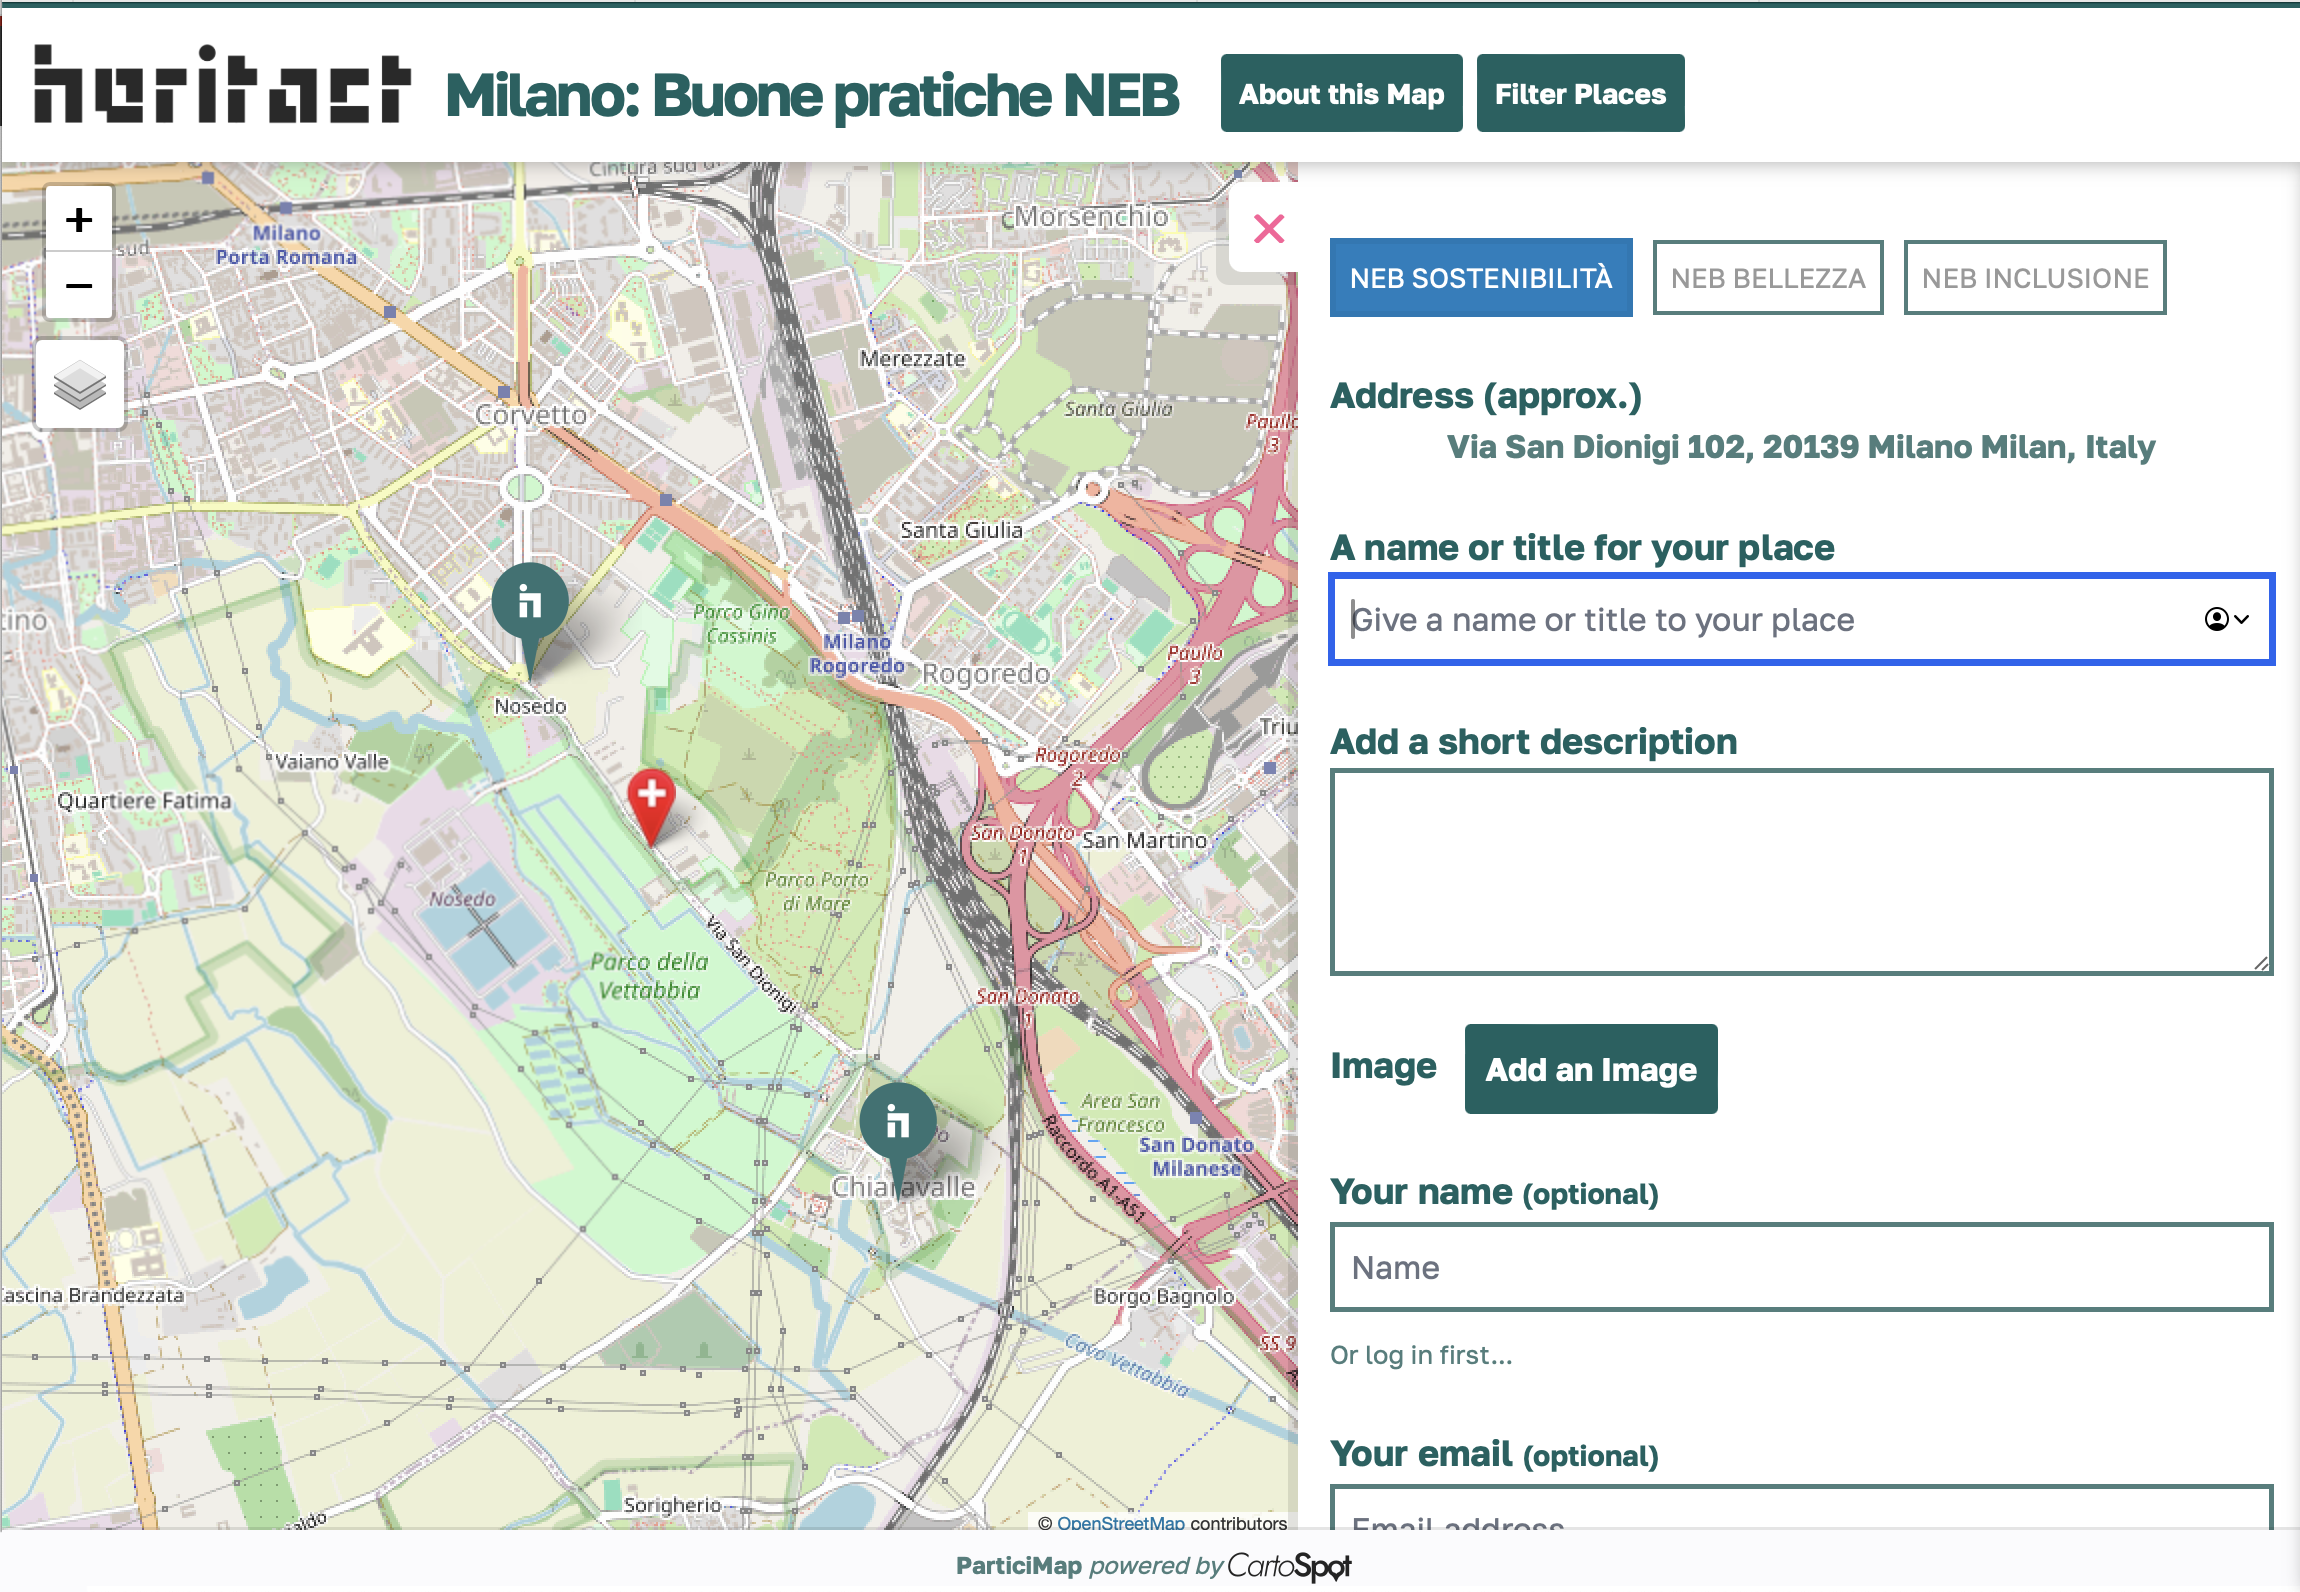 heritact
Milano: Buone pratiche NEB
About this Map
Filter Places
Cintura sud
Morsenchio
+
−
sud
Milano
Porta Romana
Merezzate
Corvetto
Santa Giulia
Paullo
3
Santa Giulia
Parco Gino
Cassinis
Milano
Rogoredo
Rogoredo
Paullo
3
Nosedo
Vaiano Valle
Quartiere Fatima
Rogoredo
2
San Donato
1
San Martino
Nosedo
Parco Porto
di Mare
Via San Dionigi
Parco della
Vettabbia
San Donato
1
Area San
Francesco
San Donato
Milanese
Raccordo A1-A51
Chiaravalle
ascina Brandezzata
Borgo Bagnolo
SS 9
Cavo Vettabbia
Sorigherio
aldo
© OpenStreetMap contributors
NEB SOSTENIBILITÀ
NEB BELLEZZA
NEB INCLUSIONE
Address (approx.)
Via San Dionigi 102, 20139 Milano Milan, Italy
A name or title for your place
Give a name or title to your place
Add a short description
Image
Add an Image
Your name (optional)
Name
Or log in first...
Your email (optional)
Email address
ParticiMap powered by CartoSpot